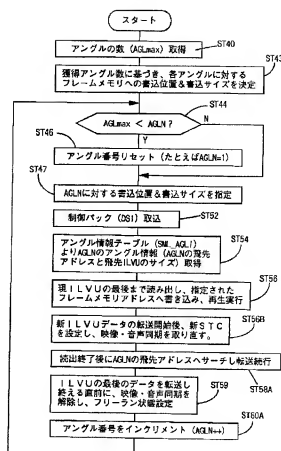 スタート
アングルの数（AGLmax）取得
ST40
獲得アングル数に基づき、各アングルに対する
フレームメモリへの書込位置＆書込サイズを決定
ST43
ST44
AGLmax < AGLN？
N
ST46
Y
アングル番号リセット（たとえばAGLN=1）
ST47
AGLNに対する書込位置＆書込サイズを指定
ST52
制御パック（DSI）取込
ST54
アングル情報テーブル（SML_AGLI）
よりAGLNのアングル情報（AGLNの飛先
アドレスと飛先ILVUのサイズ）取得
ST56
現ＩＬＶＵの最後まで読み出し、指定された
フレームメモリアドレスへ書き込み、再生実行
ST56B
新ＩＬＶＵデータの転送開始後、新ＳＴＣ
を設定し、映像・音声同期を取り直す。
読出終了後にAGLNの飛先アドレスへサーチし転送続行
ST58A
ＩＬＶＵの最後のデータを転送し
終える直前に、映像・音声同期を
解除し、フリーラン状態設定
ST59
ST60A
アングル番号をインクリメント（AGLN++）